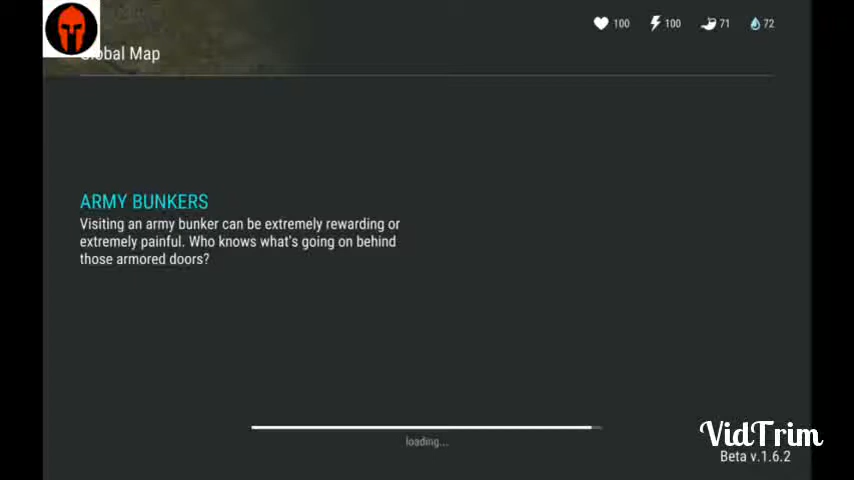 100 100 71 72
Global Map
ARMY BUNKERS
Visiting an army bunker can be extremely rewarding or
extremely painful. Who knows what's going on behind
those armored doors?
loading...
VidTrim
Beta v.1.6.2